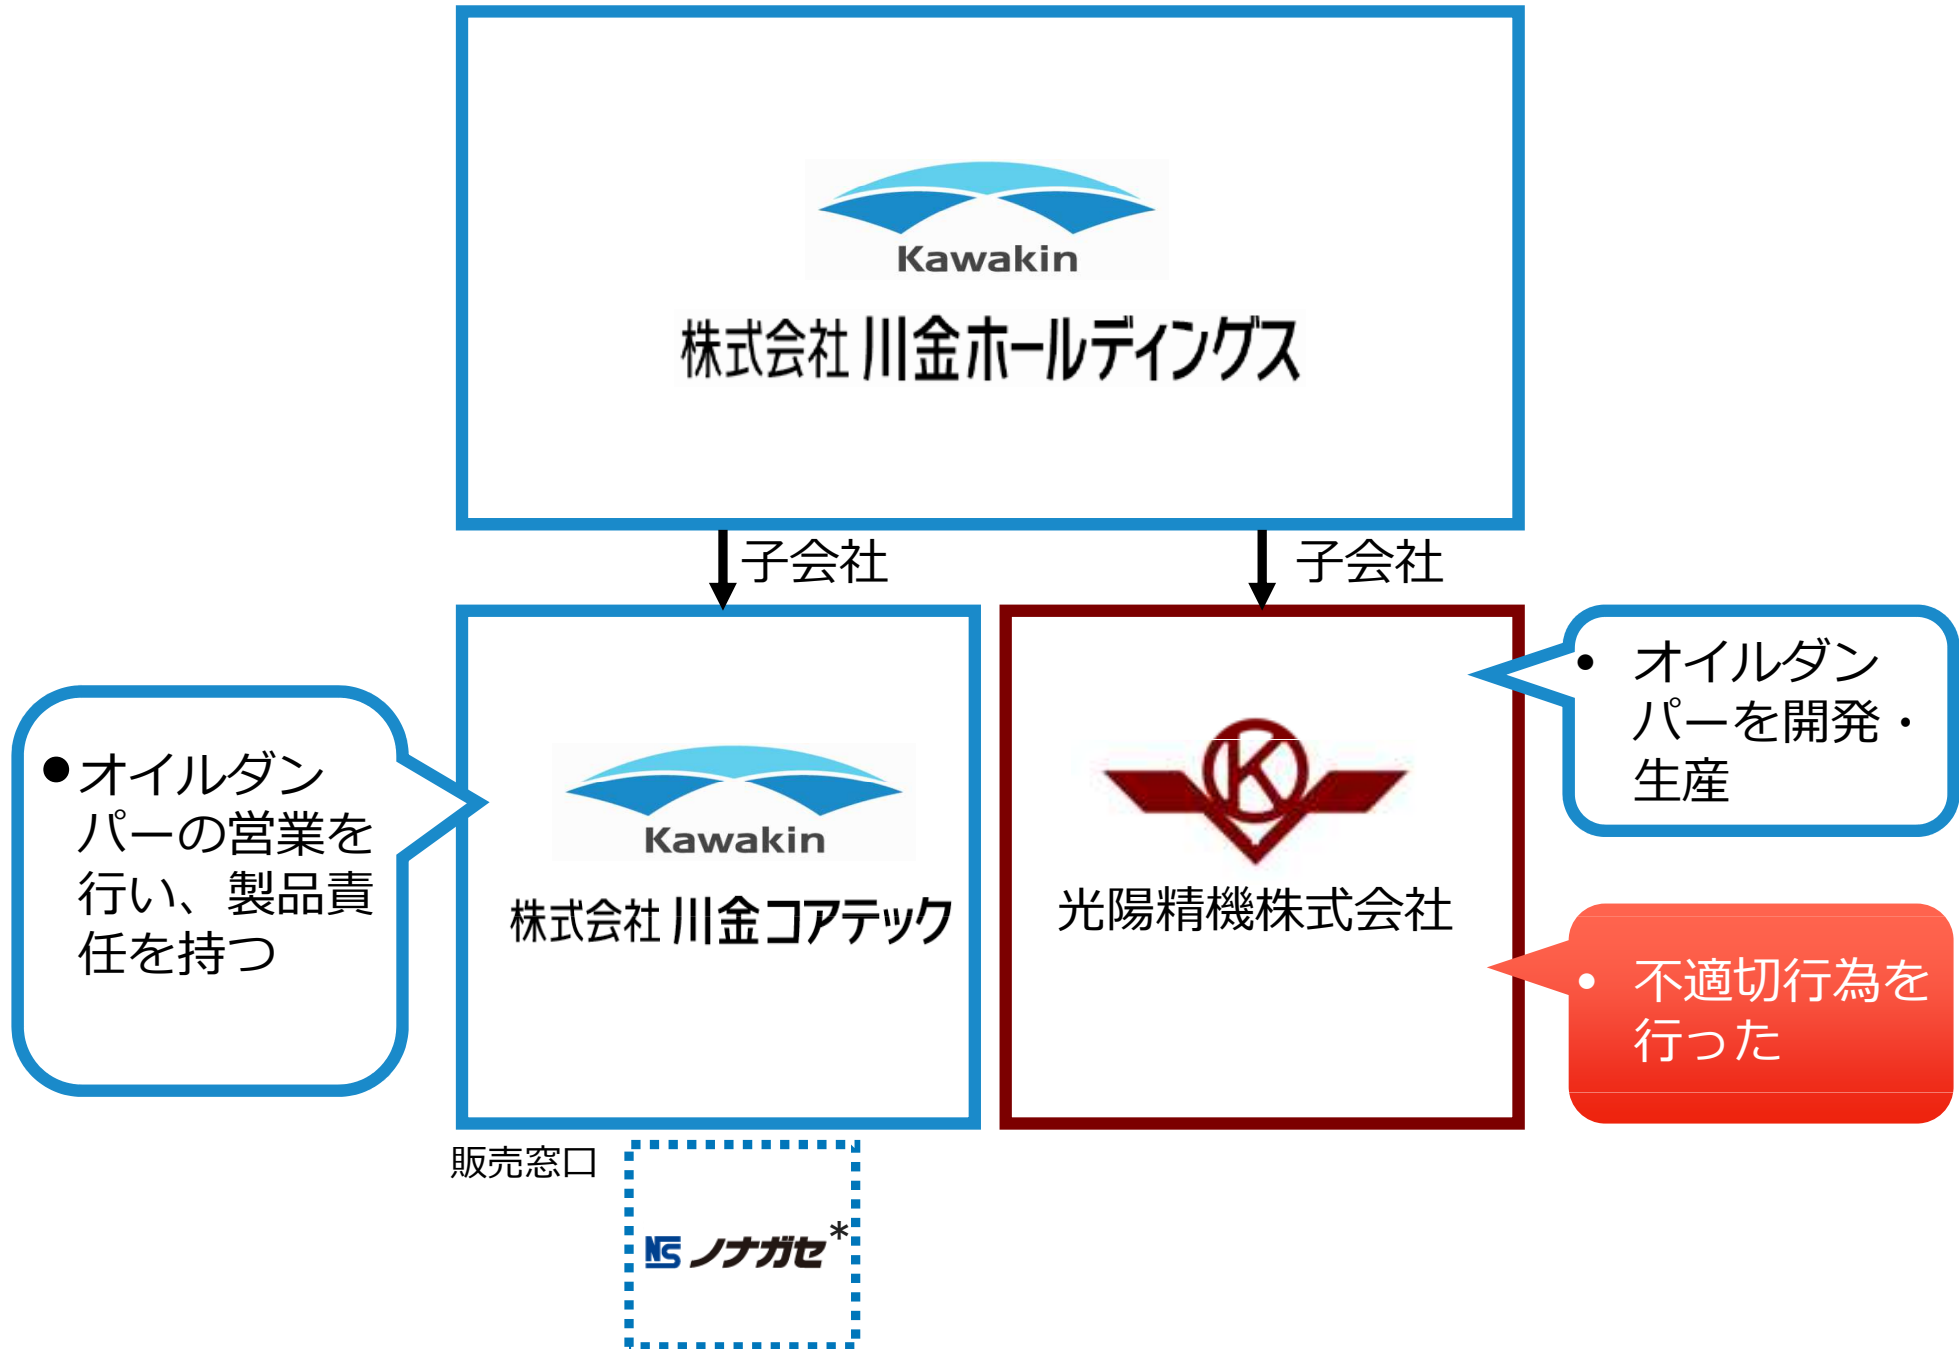 Kawakin
株式会社 川金ホールディングス
子会社
子会社
• オイルダン
パーを開発・
生産
●オイルダン
パーの営業を
行い、製品責
任を持つ
Kawakin
株式会社 川金コアテック
K
光陽精機株式会社
• 不適切行為を
行った
販売窓口
NS ノナガセ*